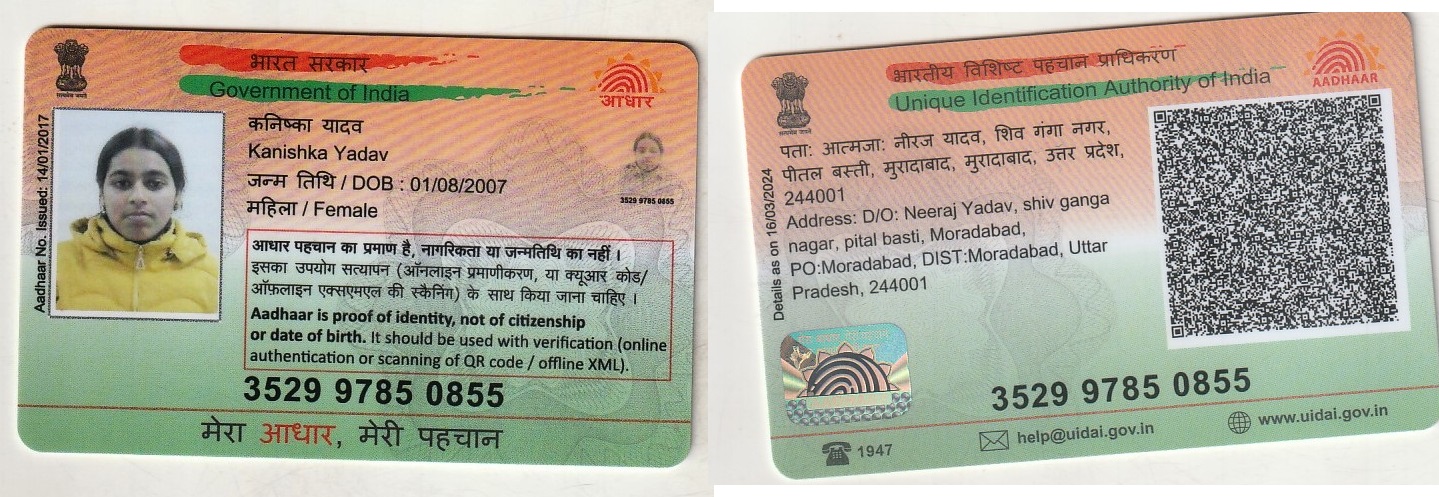 भारत सरकार
Government of India
आधार
Aadhaar No. Issued: 14/01/2017
कनिष्का यादव
Kanishka Yadav
जन्म तिथि / DOB : 01/08/2007
महिला / Female
3529 9785 0855
आधार पहचान का प्रमाण है, नागरिकता या जन्मतिथि का नहीं ।
इसका उपयोग सत्यापन (ऑनलाइन प्रमाणीकरण, या क्यूआर कोड/
ऑफ़लाइन एक्सएमएल की स्कैनिंग) के साथ किया जाना चाहिए ।
Aadhaar is proof of identity, not of citizenship
or date of birth. It should be used with verification (online
authentication or scanning of QR code / offline XML).
3529 9785 0855
मेरा आधार, मेरी पहचान
भारतीय विशिष्ट पहचान प्राधिकरण
Unique Identification Authority of India
AADHAAR
Details as on 16/03/2024
पता: आत्मजा: नीरज यादव, शिव गंगा नगर,
पीतल बस्ती, मुरादाबाद, मुरादाबाद, उत्तर प्रदेश,
244001
Address: D/O: Neeraj Yadav, shiv ganga
nagar, pital basti, Moradabad,
PO:Moradabad, DIST:Moradabad, Uttar
Pradesh, 244001
3529 9785 0855
1947
help@uidai.gov.in
www.uidai.gov.in